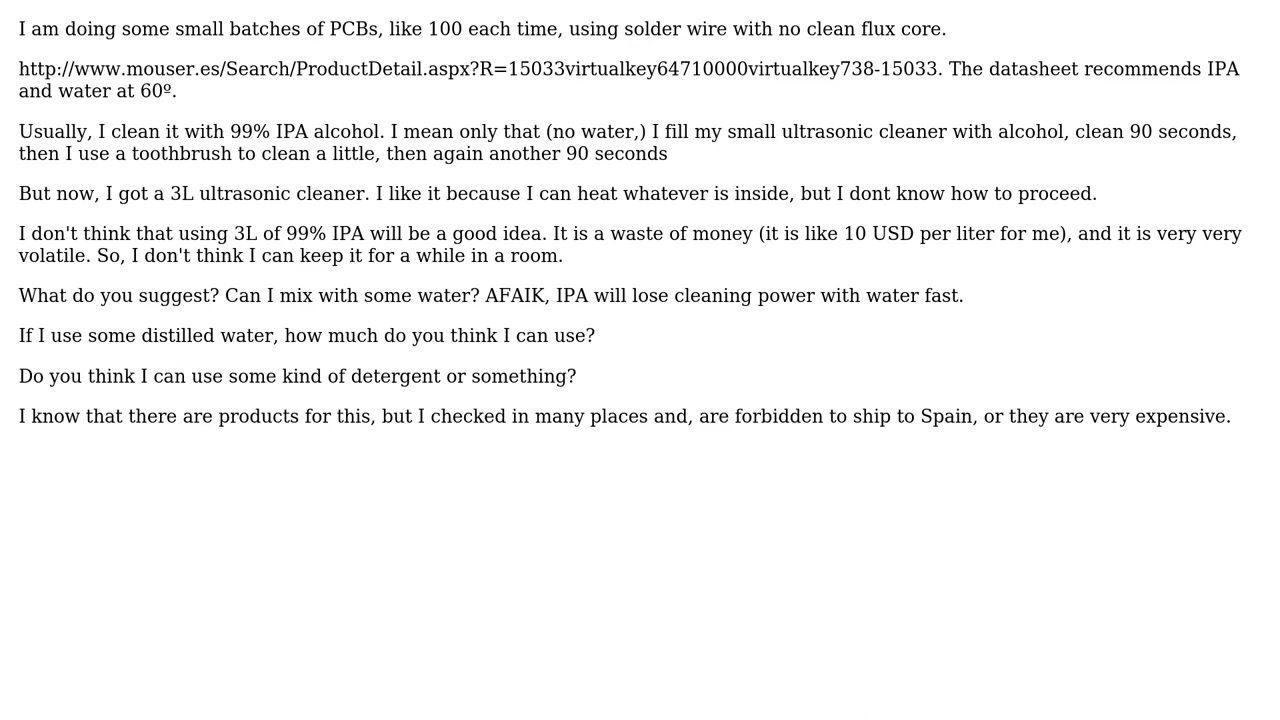 I am doing some small batches of PCBs, like 100 each time, using solder wire with no clean flux core.
http://www.mouser.es/Search/ProductDetail.aspx?R=15033virtualkey64710000virtualkey738-15033. The datasheet recommends IPA
and water at 60º.
Usually, I clean it with 99% IPA alcohol. I mean only that (no water,) I fill my small ultrasonic cleaner with alcohol, clean 90 seconds,
then I use a toothbrush to clean a little, then again another 90 seconds
But now, I got a 3L ultrasonic cleaner. I like it because I can heat whatever is inside, but I dont know how to proceed.
I don't think that using 3L of 99% IPA will be a good idea. It is a waste of money (it is like 10 USD per liter for me), and it is very very
volatile. So, I don't think I can keep it for a while in a room.
What do you suggest? Can I mix with some water? AFAIK, IPA will lose cleaning power with water fast.
If I use some distilled water, how much do you think I can use?
Do you think I can use some kind of detergent or something?
I know that there are products for this, but I checked in many places and, are forbidden to ship to Spain, or they are very expensive.